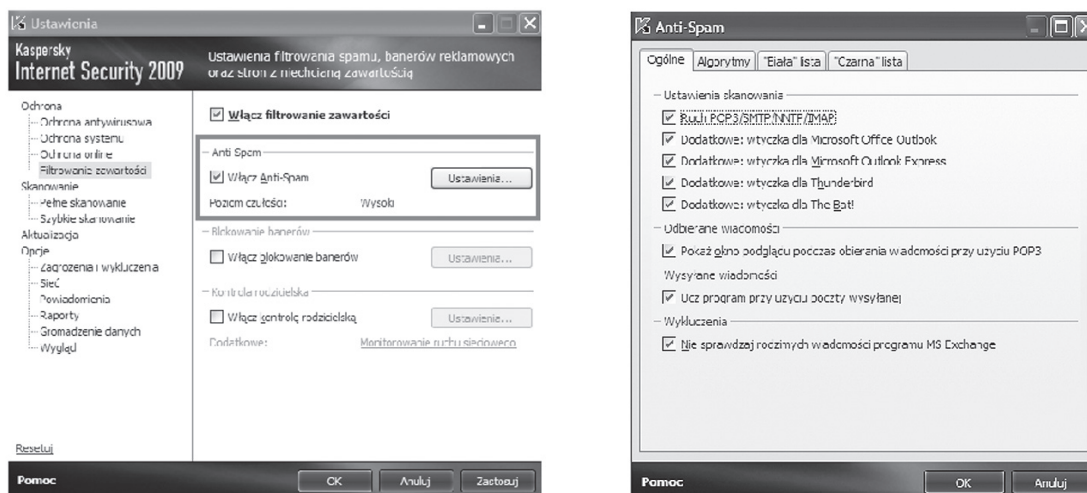 Ustawienia
Kaspersky
Internet Security 2009
Ustawienia filtrowania spamu, banerów reklamowych
oraz stron z niechcianą zawartością
Ochrona
Ochrona antywirusowa
Ochrona systemu
Ochrona online
Filtrowanie zawartości
Skanowanie
Pełne skanowanie
Szybkie skanowanie
Aktualizacja
Opcje
Zagrożenia i wykluczenia
Sieć
Powiadomienia
Raporty
Gromadzenie danych
Wygląd
Resetuj
Włącz filtrowanie zawartości
Anti Spam
Włącz Anti-Spam
Ustawienia...
Poziom czułości: Wysoki
Blokowanie banerów
Włącz blokowanie banerów
Ustawienia...
Kontrola rodzicielska
Włącz kontrolę rodzicielską
Ustawienia...
Dodatkowe: Monitorowanie ruchu sieciowego
Pomoc
OK
Anuluj
Zastosuj
Anti-Spam
Ogólne
Algorytmy
"Biała" lista
"Czarna" lista
Ustawienia skanowania
Ruch POP3/SMTP/NNTP/IMAP
Dodatkowe: wtyczka dla Microsoft Office Outlook
Dodatkowe: wtyczka dla Microsoft Outlook Express
Dodatkowe: wtyczka dla Thunderbird
Dodatkowe: wtyczka dla The Bat!
Odbierane wiadomości
Pokaż okno podglądu podczas obierania wiadomości przy użyciu POP3
Wysyłane wiadomości
Ucz program przy użyciu poczty wysyłanej
Wykluczenia
Nie sprawdzaj rodzimych wiadomości programu MS Exchange
Pomoc
OK
Anuluj